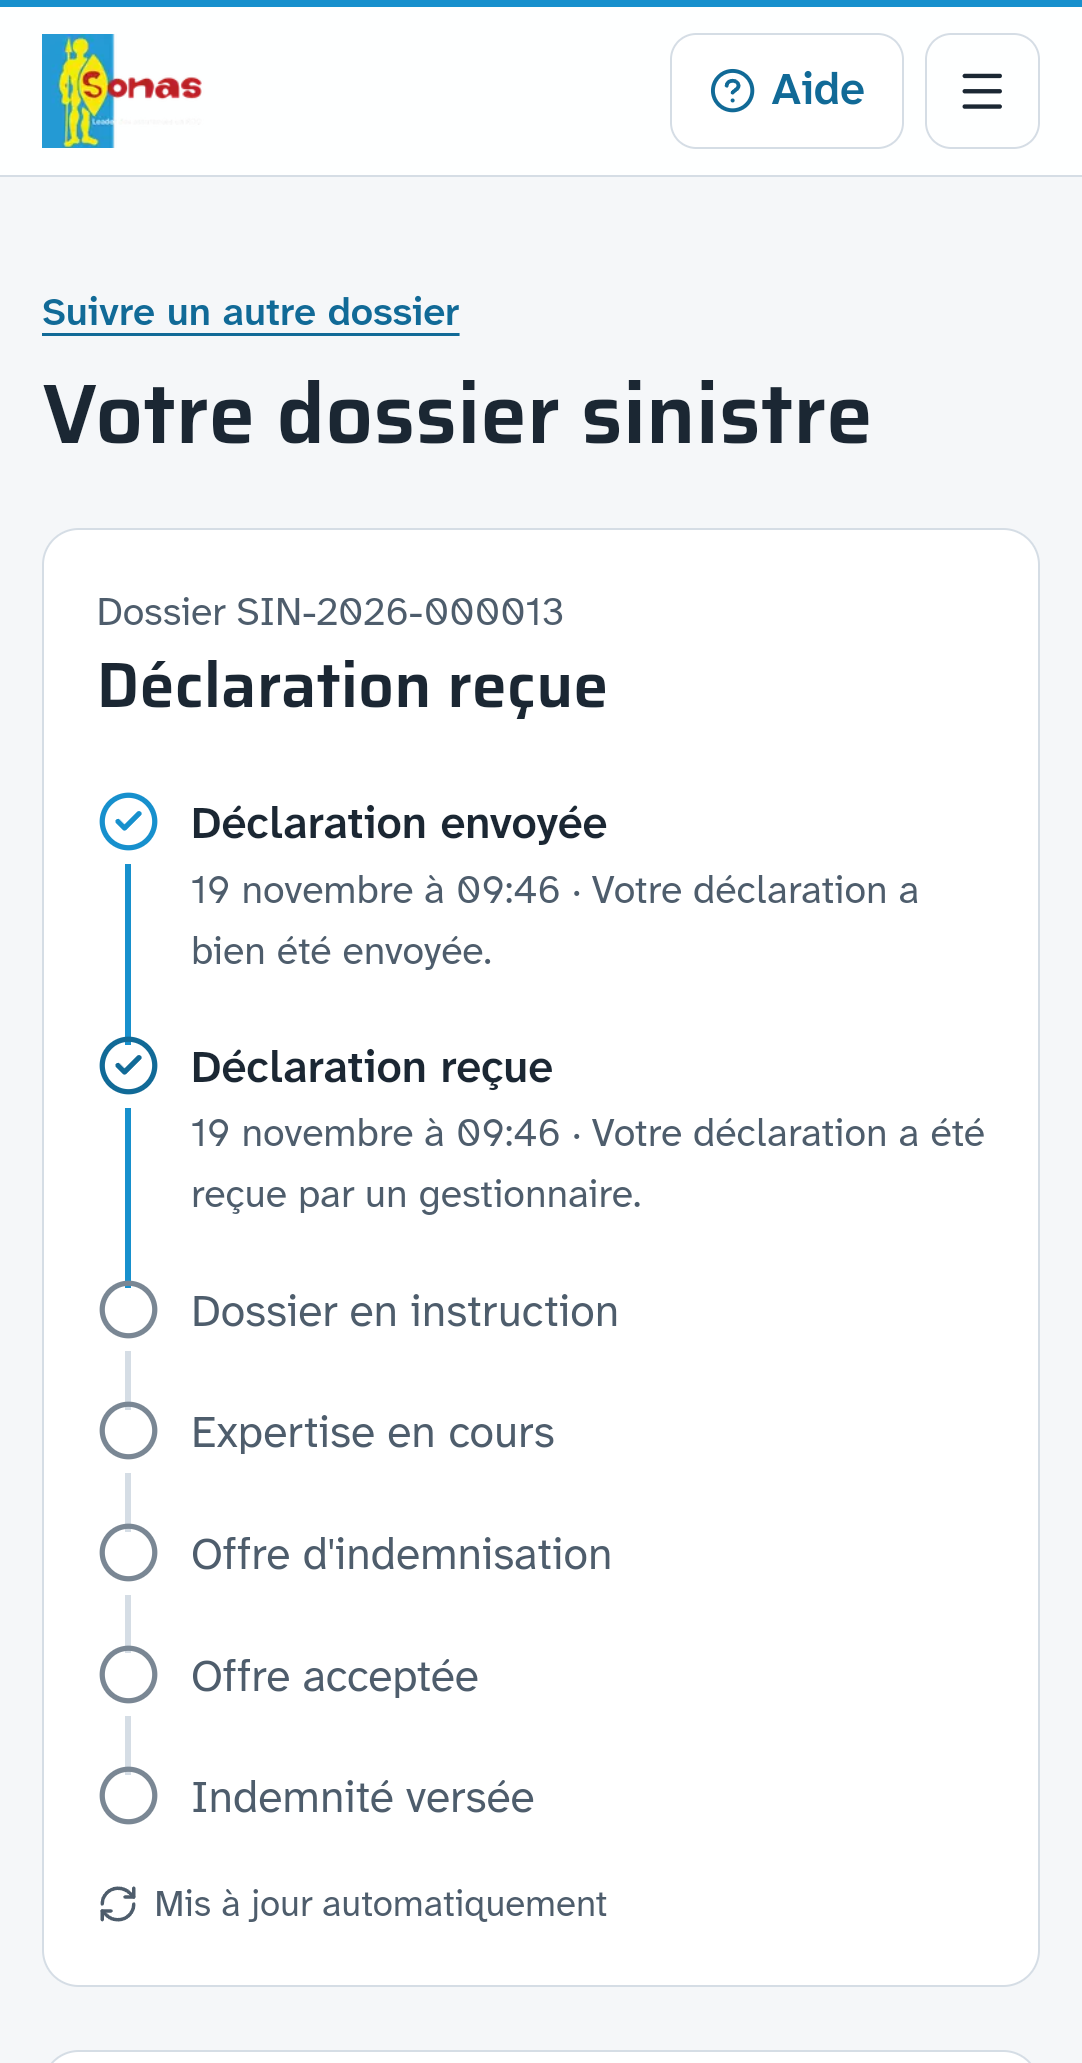 Sonas
Aide
Suivre un autre dossier
Votre dossier sinistre
Dossier SIN-2026-000013
Déclaration reçue
Déclaration envoyée
19 novembre à 09:46 · Votre déclaration a
bien été envoyée.
Déclaration reçue
19 novembre à 09:46 · Votre déclaration a été
reçue par un gestionnaire.
Dossier en instruction
Expertise en cours
Offre d'indemnisation
Offre acceptée
Indemnité versée
Mis à jour automatiquement